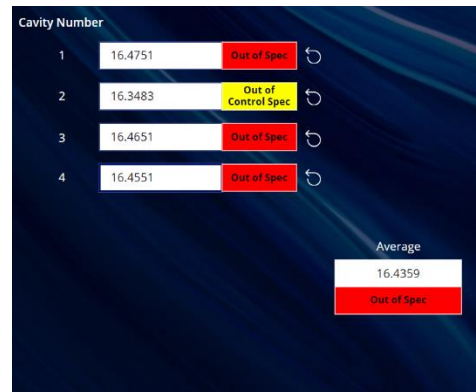 Cavity Number
1 16.4751 Out of Spec
2 16.3483 Out of
Control Spec
3 16.4651 Out of Spec
4 16.4551 Out of Spec
Average
16.4359
Out of Spec